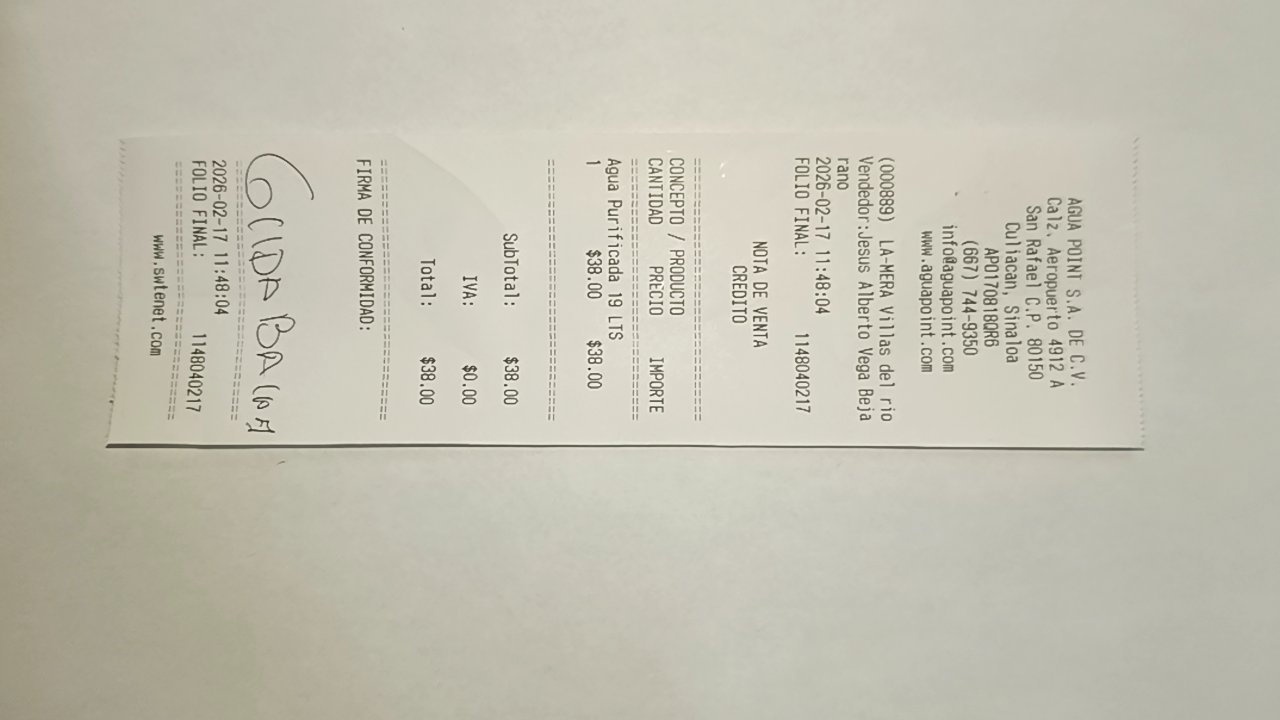 AGUA POINT S.A. DE C.V.
Calz. Aeropuerto 4912 A
San Rafael C.P. 80150
Culiacan, Sinaloa
APO170818QR6
(667) 744-9350
info@aguapoint.com
www.aguapoint.com
(000889) LA-MERA Villas del rio
Vendedor:Jesus Alberto Vega Beja
rano
2026-02-17 11:48:04
FOLIO FINAL: 1148040217
NOTA DE VENTA
CREDITO
CONCEPTO / PRODUCTO
CANTIDAD PRECIO IMPORTE
Agua Purificada 19 LTS
1 $38.00 $38.00
SubTotal: $38.00
IVA: $0.00
Total: $38.00
FIRMA DE CONFORMIDAD:
2026-02-17 11:48:04
FOLIO FINAL: 1148040217
www.swtenet.com